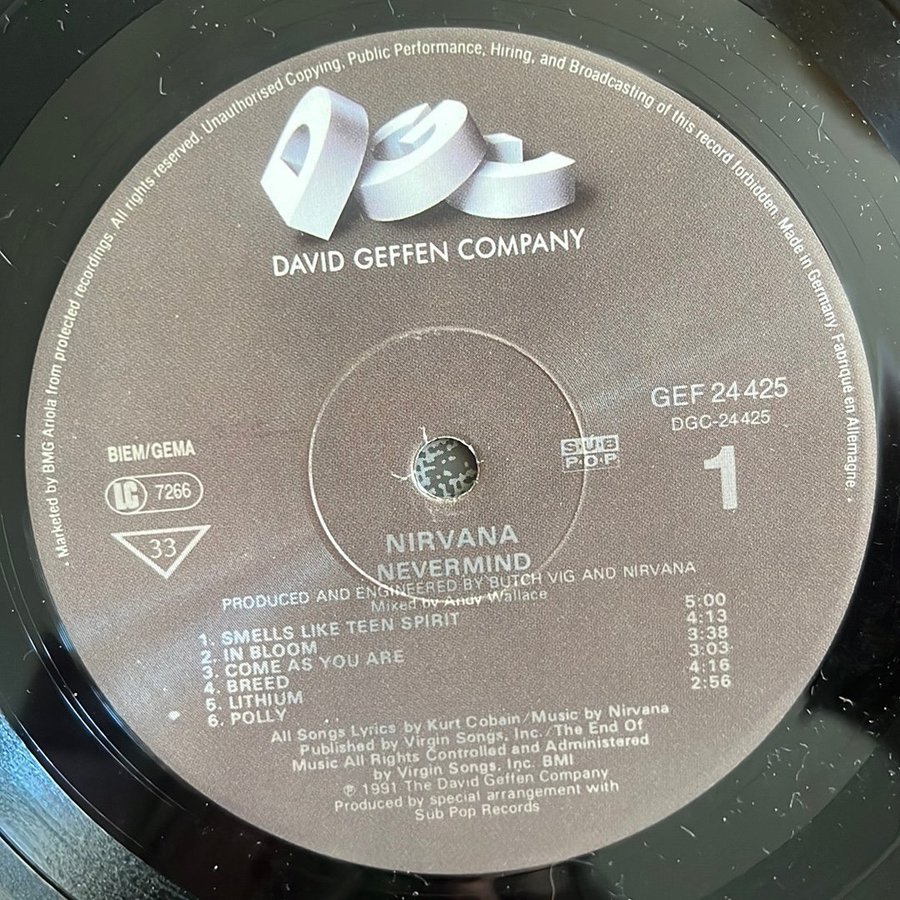 · Marketed by BMG Ariola from protected recordings. All rights reserved. Unauthorised Copying, Public Performance, Hiring, and Broadcasting of this record forbidden. Made in Germany. Fabriqué en Allemagne. ·
DGC
DAVID GEFFEN COMPANY
GEF 24 425
DGC-24425
BIEM/GEMA
LC 7266
SUB
POP
1
33
NIRVANA
NEVERMIND
PRODUCED AND ENGINEERED BY BUTCH VIG AND NIRVANA
Mixed by Andy Wallace
1. SMELLS LIKE TEEN SPIRIT 5:00
2. IN BLOOM 4:13
3. COME AS YOU ARE 3:38
4. BREED 3:03
5. LITHIUM 4:16
6. POLLY 2:56
All Songs Lyrics by Kurt Cobain/Music by Nirvana
Published by Virgin Songs, Inc./The End Of
Music All Rights Controlled and Administered
by Virgin Songs, Inc. BMI
℗ 1991 The David Geffen Company
Produced by special arrangement with
Sub Pop Records